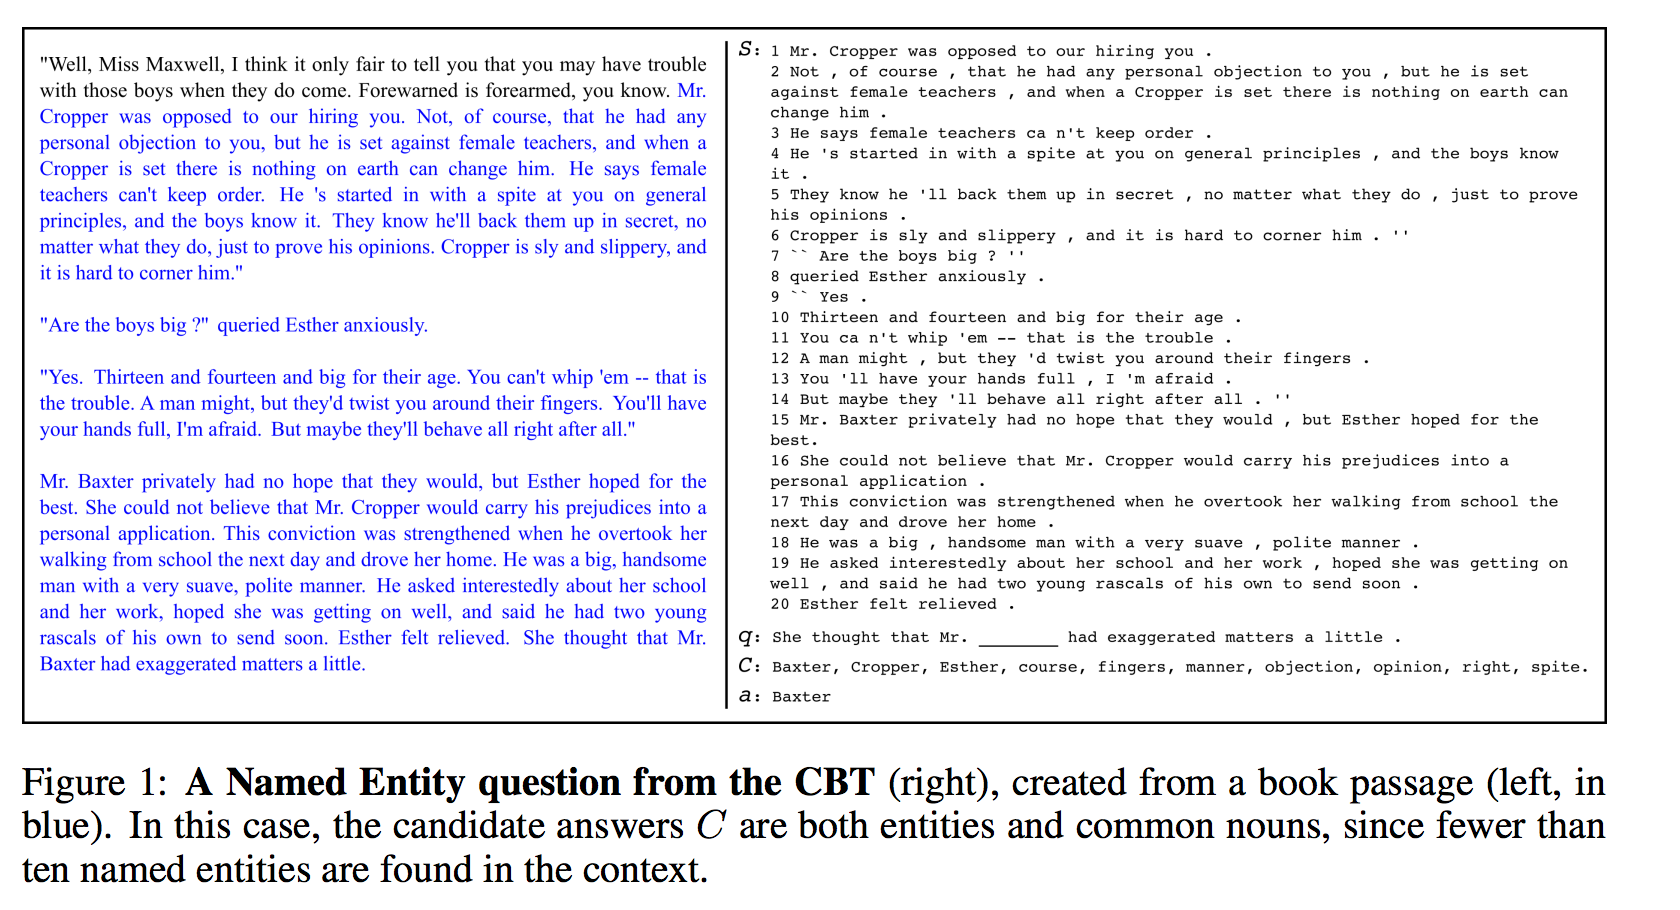 "Well, Miss Maxwell, I think it only fair to tell you that you may have trouble
with those boys when they do come. Forewarned is forearmed, you know. Mr.
Cropper was opposed to our hiring you. Not, of course, that he had any
personal objection to you, but he is set against female teachers, and when a
Cropper is set there is nothing on earth can change him. He says female
teachers can't keep order. He 's started in with a spite at you on general
principles, and the boys know it. They know he'll back them up in secret, no
matter what they do, just to prove his opinions. Cropper is sly and slippery, and
it is hard to corner him."
"Are the boys big ?" queried Esther anxiously.
"Yes. Thirteen and fourteen and big for their age. You can't whip 'em -- that is
the trouble. A man might, but they'd twist you around their fingers. You'll have
your hands full, I'm afraid. But maybe they'll behave all right after all."
Mr. Baxter privately had no hope that they would, but Esther hoped for the
best. She could not believe that Mr. Cropper would carry his prejudices into a
personal application. This conviction was strengthened when he overtook her
walking from school the next day and drove her home. He was a big, handsome
man with a very suave, polite manner. He asked interestedly about her school
and her work, hoped she was getting on well, and said he had two young
rascals of his own to send soon. Esther felt relieved. She thought that Mr.
Baxter had exaggerated matters a little.
S: 1 Mr. Cropper was opposed to our hiring you .
2 Not , of course , that he had any personal objection to you , but he is set
against female teachers , and when a Cropper is set there is nothing on earth can
change him .
3 He says female teachers ca n't keep order .
4 He 's started in with a spite at you on general principles , and the boys know
it .
5 They know he 'll back them up in secret , no matter what they do , just to prove
his opinions .
6 Cropper is sly and slippery , and it is hard to corner him . ''
7 `` Are the boys big ? ''
8 queried Esther anxiously .
9 `` Yes .
10 Thirteen and fourteen and big for their age .
11 You ca n't whip 'em -- that is the trouble .
12 A man might , but they 'd twist you around their fingers .
13 You 'll have your hands full , I 'm afraid .
14 But maybe they 'll behave all right after all . ''
15 Mr. Baxter privately had no hope that they would , but Esther hoped for the
best.
16 She could not believe that Mr. Cropper would carry his prejudices into a
personal application .
17 This conviction was strengthened when he overtook her walking from school the
next day and drove her home .
18 He was a big , handsome man with a very suave , polite manner .
19 He asked interestedly about her school and her work , hoped she was getting on
well , and said he had two young rascals of his own to send soon .
20 Esther felt relieved .
q: She thought that Mr. ________ had exaggerated matters a little .
C: Baxter, Cropper, Esther, course, fingers, manner, objection, opinion, right, spite.
a: Baxter
Figure 1: A Named Entity question from the CBT (right), created from a book passage (left, in
blue). In this case, the candidate answers C are both entities and common nouns, since fewer than
ten named entities are found in the context.